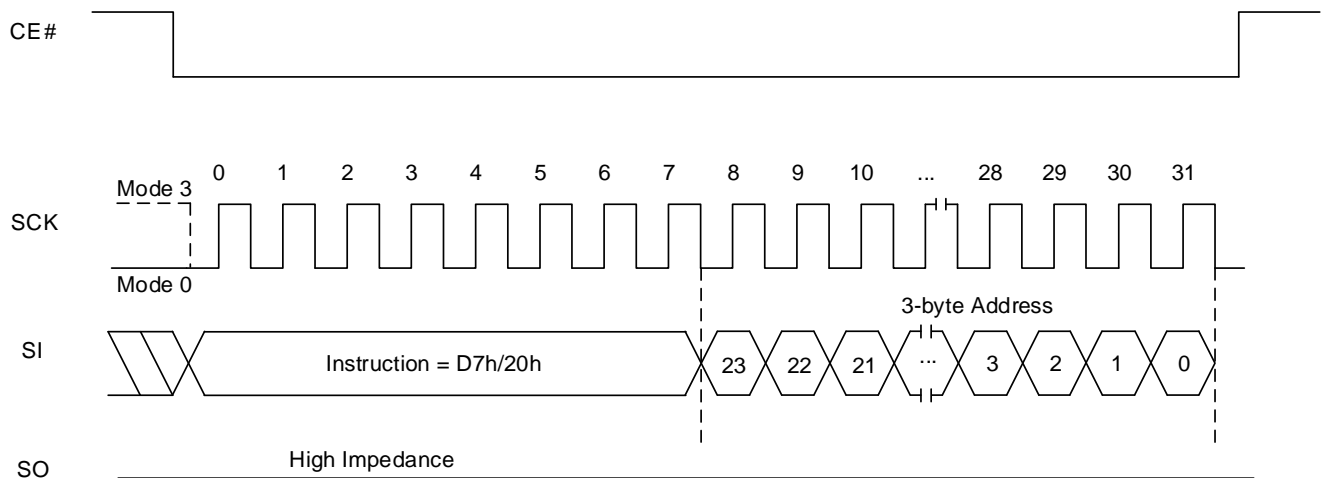 CE#
0 1 2 3 4 5 6 7 8 9 10 ... 28 29 30 31
Mode 3
SCK
Mode 0
3-byte Address
SI
Instruction = D7h/20h 23 22 21 ... 3 2 1 0
High Impedance
SO